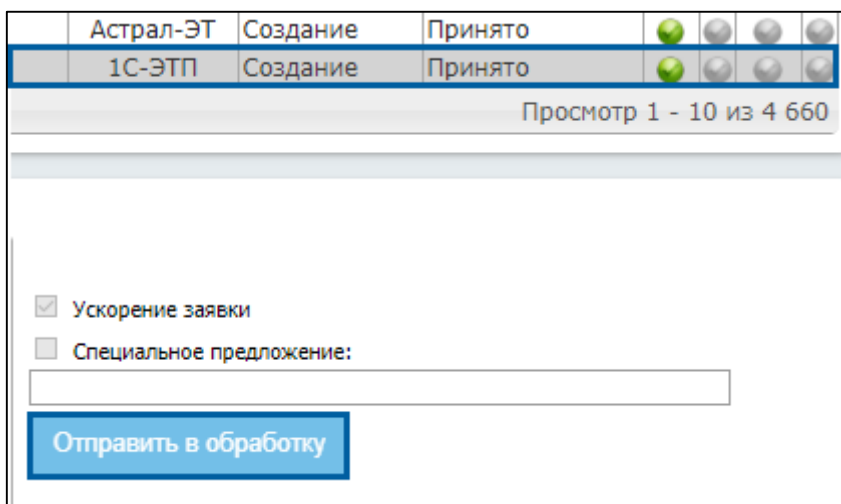 Астрал-ЭТ Создание Принято
1С-ЭТП Создание Принято
Просмотр 1 - 10 из 4 660
Ускорение заявки
Специальное предложение:
Отправить в обработку